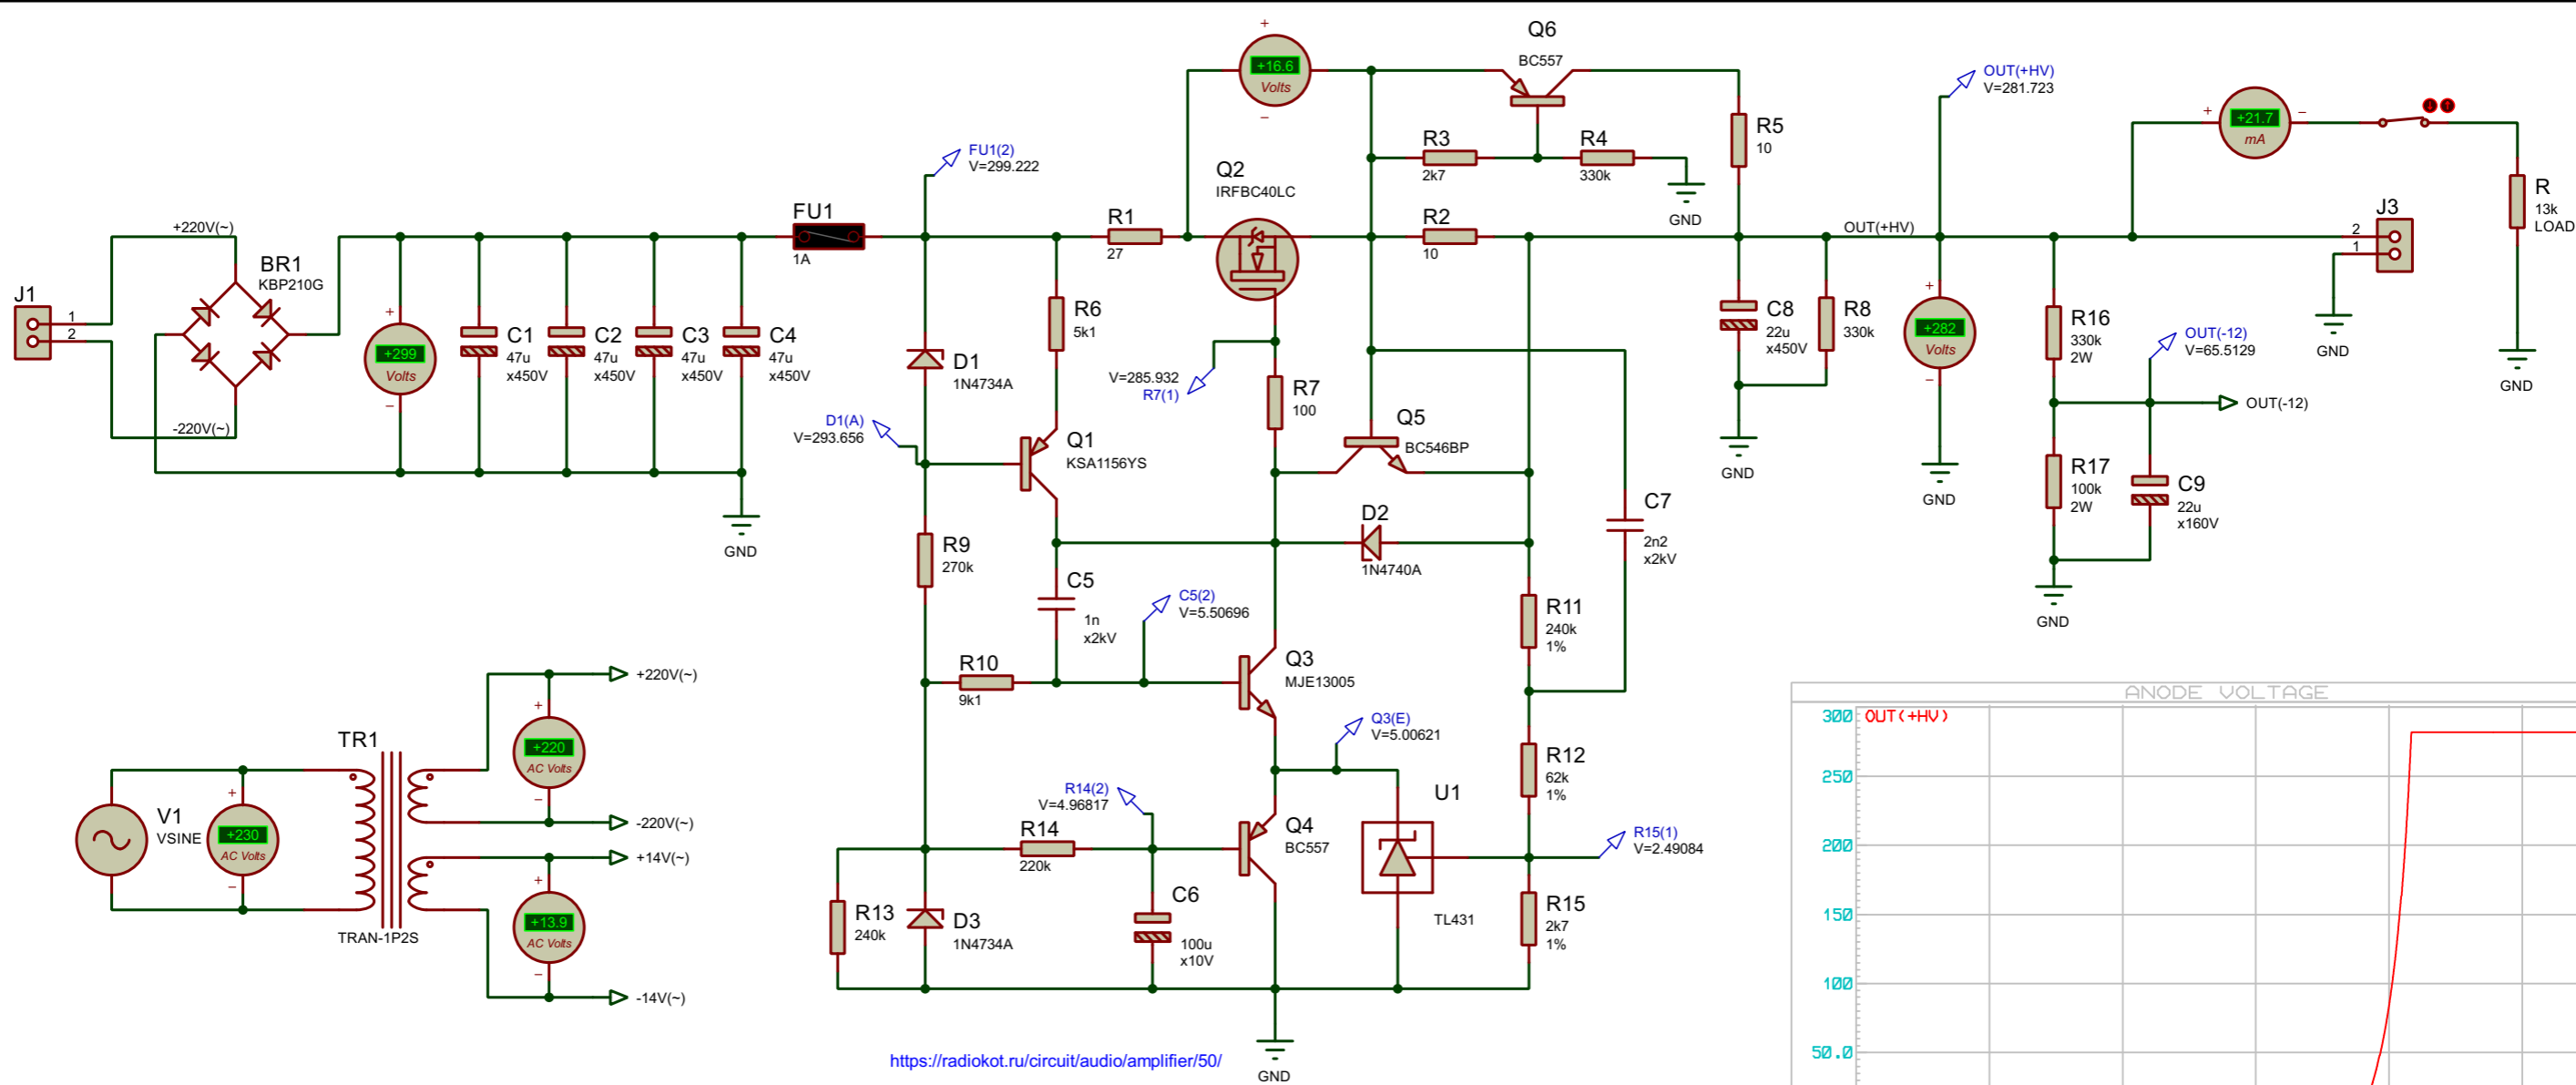 J1
1
2
+220V(~)
-220V(~)
BR1
KBP210G
+
+299
Volts
−
C1
47u
x450V
C2
47u
x450V
C3
47u
x450V
C4
47u
x450V
GND
FU1
1A
FU1(2)
V=299.222
D1
1N4734A
D1(A)
V=293.656
R6
5k1
Q1
KSA1156YS
R1
27
+
+16.6
Volts
−
Q2
IRFBC40LC
V=285.932
R7(1)
R7
100
Q6
BC557
R3
2k7
R4
330k
GND
R5
10
R2
10
Q5
BC546BP
D2
1N4740A
C7
2n2
x2kV
R9
270k
C5
1n
x2kV
C5(2)
V=5.50696
R10
9k1
Q3
MJE13005
Q3(E)
V=5.00621
R11
240k
1%
R12
62k
1%
R14(2)
V=4.96817
R14
220k
Q4
BC557
U1
TL431
R15(1)
V=2.49084
R15
2k7
1%
R13
240k
D3
1N4734A
C6
100u
x10V
GND
https://radiokot.ru/circuit/audio/amplifier/50/
OUT(+HV)
OUT(+HV)
V=281.723
C8
22u
x450V
R8
330k
GND
+
+282
Volts
−
GND
R16
330k
2W
OUT(-12)
V=65.5129
OUT(-12)
R17
100k
2W
C9
22u
x160V
GND
+
+21.7
mA
−
J3
2
1
GND
R
13k
LOAD
GND
V1
VSINE
+
+230
AC Volts
−
TR1
TRAN-1P2S
+220V(~)
+
+220
AC Volts
−
-220V(~)
+14V(~)
+
+13.9
AC Volts
−
-14V(~)
ANODE VOLTAGE
OUT(+HV)
300
250
200
150
100
50.0